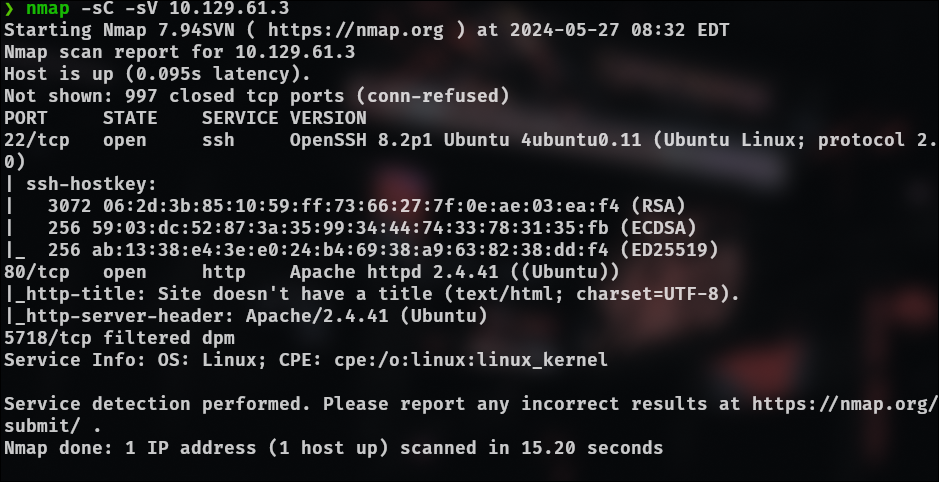 ❯ nmap -sC -sV 10.129.61.3
Starting Nmap 7.94SVN ( https://nmap.org ) at 2024-05-27 08:32 EDT
Nmap scan report for 10.129.61.3
Host is up (0.095s latency).
Not shown: 997 closed tcp ports (conn-refused)
PORT     STATE    SERVICE VERSION
22/tcp   open     ssh     OpenSSH 8.2p1 Ubuntu 4ubuntu0.11 (Ubuntu Linux; protocol 2.
0)
| ssh-hostkey:
|   3072 06:2d:3b:85:10:59:ff:73:66:27:7f:0e:ae:03:ea:f4 (RSA)
|   256 59:03:dc:52:87:3a:35:99:34:44:74:33:78:31:35:fb (ECDSA)
|_  256 ab:13:38:e4:3e:e0:24:b4:69:38:a9:63:82:38:dd:f4 (ED25519)
80/tcp   open     http    Apache httpd 2.4.41 ((Ubuntu))
|_http-title: Site doesn't have a title (text/html; charset=UTF-8).
|_http-server-header: Apache/2.4.41 (Ubuntu)
5718/tcp filtered dpm
Service Info: OS: Linux; CPE: cpe:/o:linux:linux_kernel

Service detection performed. Please report any incorrect results at https://nmap.org/
submit/ .
Nmap done: 1 IP address (1 host up) scanned in 15.20 seconds